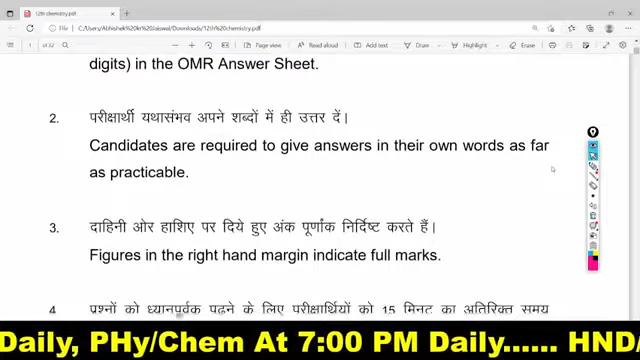 12th chemistry.pdf
C:/Users/Abhishek%20kr%20Jaiswal/Downloads/12th%20chemistry.pdf
1 of 32
Page view
Read aloud
Add text
Draw
Highlight
Erase
digits) in the OMR Answer Sheet.
2. परीक्षार्थी यथासंभव अपने शब्दों में ही उत्तर दें।
Candidates are required to give answers in their own words as far
as practicable.
3. दाहिनी ओर हाशिए पर दिये हुए अंक पूर्णांक निर्दिष्ट करते हैं।
Figures in the right hand margin indicate full marks.
4. प्रश्नों को ध्यानपूर्वक पढ़ने के लिए परीक्षार्थियों को 15 मिनट का अतिरिक्त समय
Daily, PHy/Chem At 7:00 PM Daily...... HND/